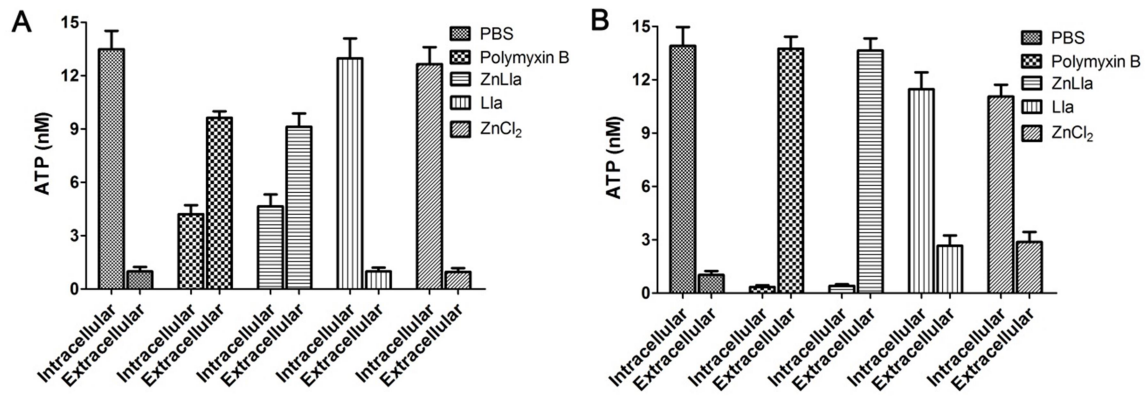 A
ATP (nM)
15
12
9
6
3
0
PBS
Polymyxin B
ZnLla
Lla
ZnCl₂
Intracellular
Extracellular
Intracellular
Extracellular
Intracellular
Extracellular
Intracellular
Extracellular
Intracellular
Extracellular
B
ATP (nM)
15
12
9
6
3
0
PBS
Polymyxin B
ZnLla
Lla
ZnCl₂
Intracellular
Extracellular
Intracellular
Extracellular
Intracellular
Extracellular
Intracellular
Extracellular
Intracellular
Extracellular